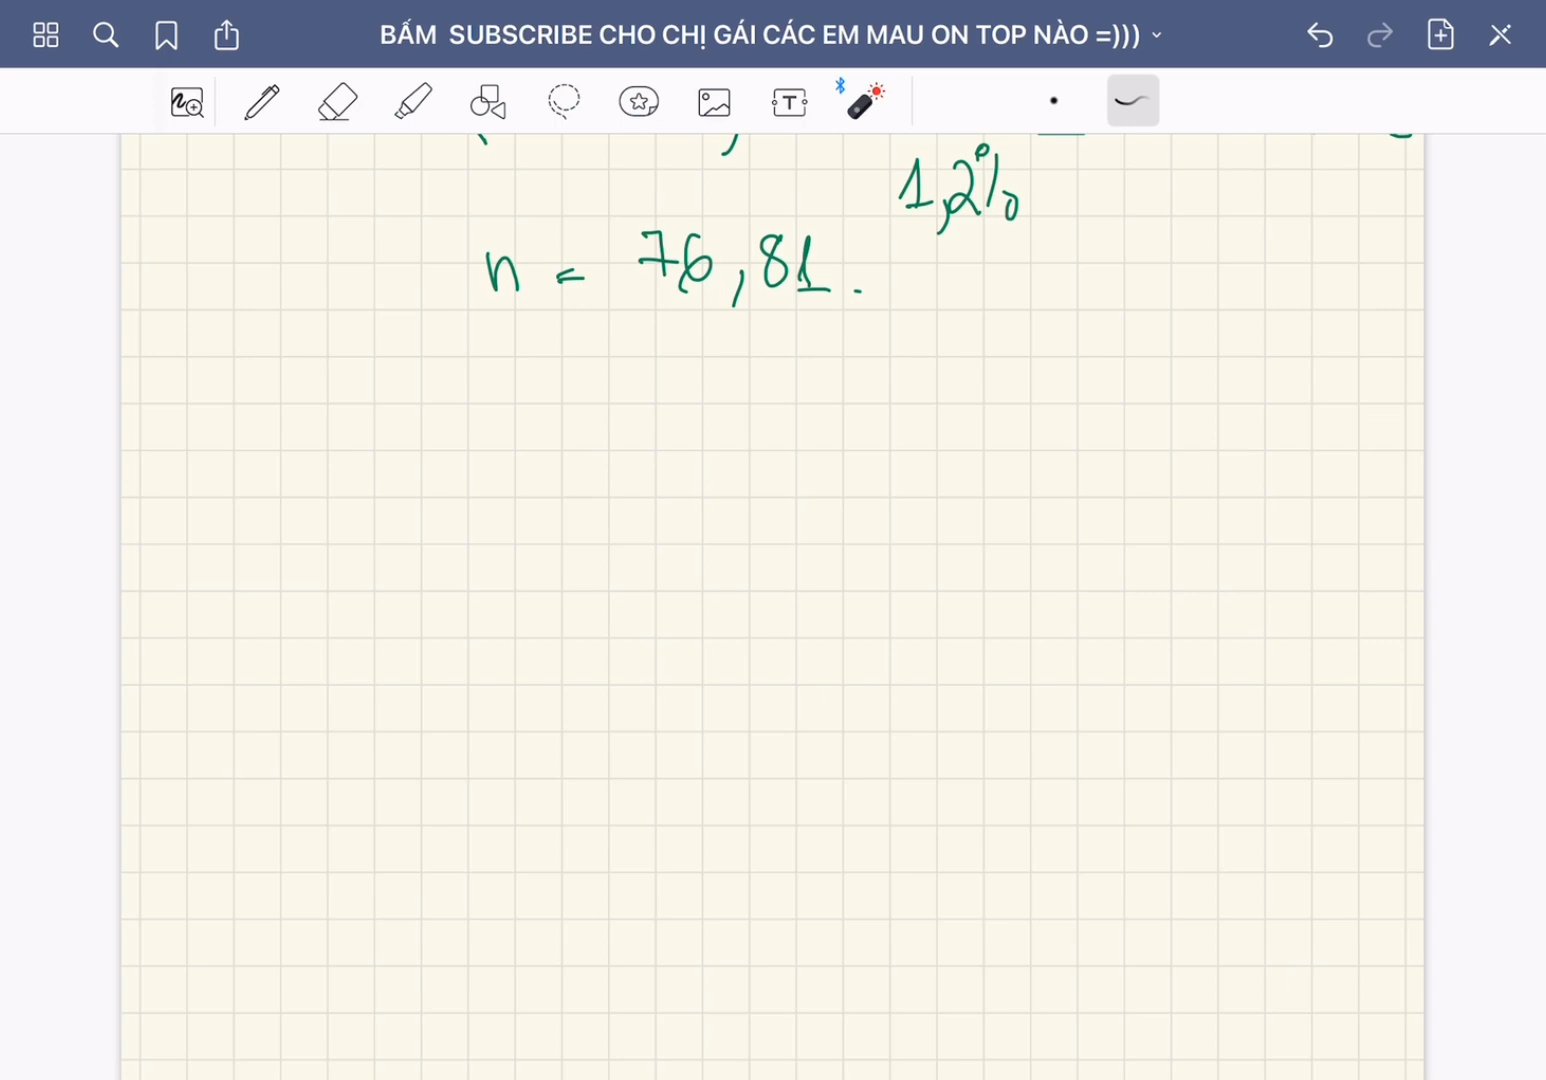 BẤM SUBSCRIBE CHO CHỊ GÁI CÁC EM MAU ON TOP NÀO =)))
T
1,2%
n = 76,81.